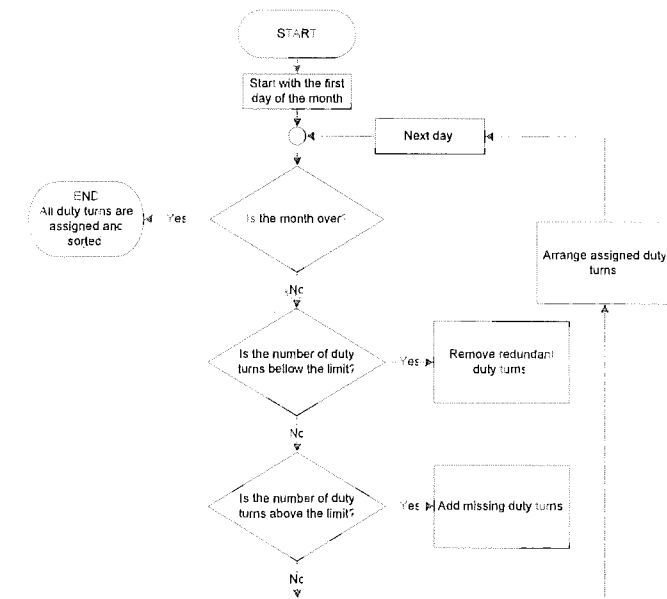 START
Start with the first
day of the month
Next day
Is the month over?
Yes
END
All duty turns are
assigned and
sorted
Arrange assigned duty
turns
No
Is the number of duty
turns bellow the limit?
Yes
Remove redundant
duty turns
No
Is the number of duty
turns above the limit?
Yes
Add missing duty turns
No